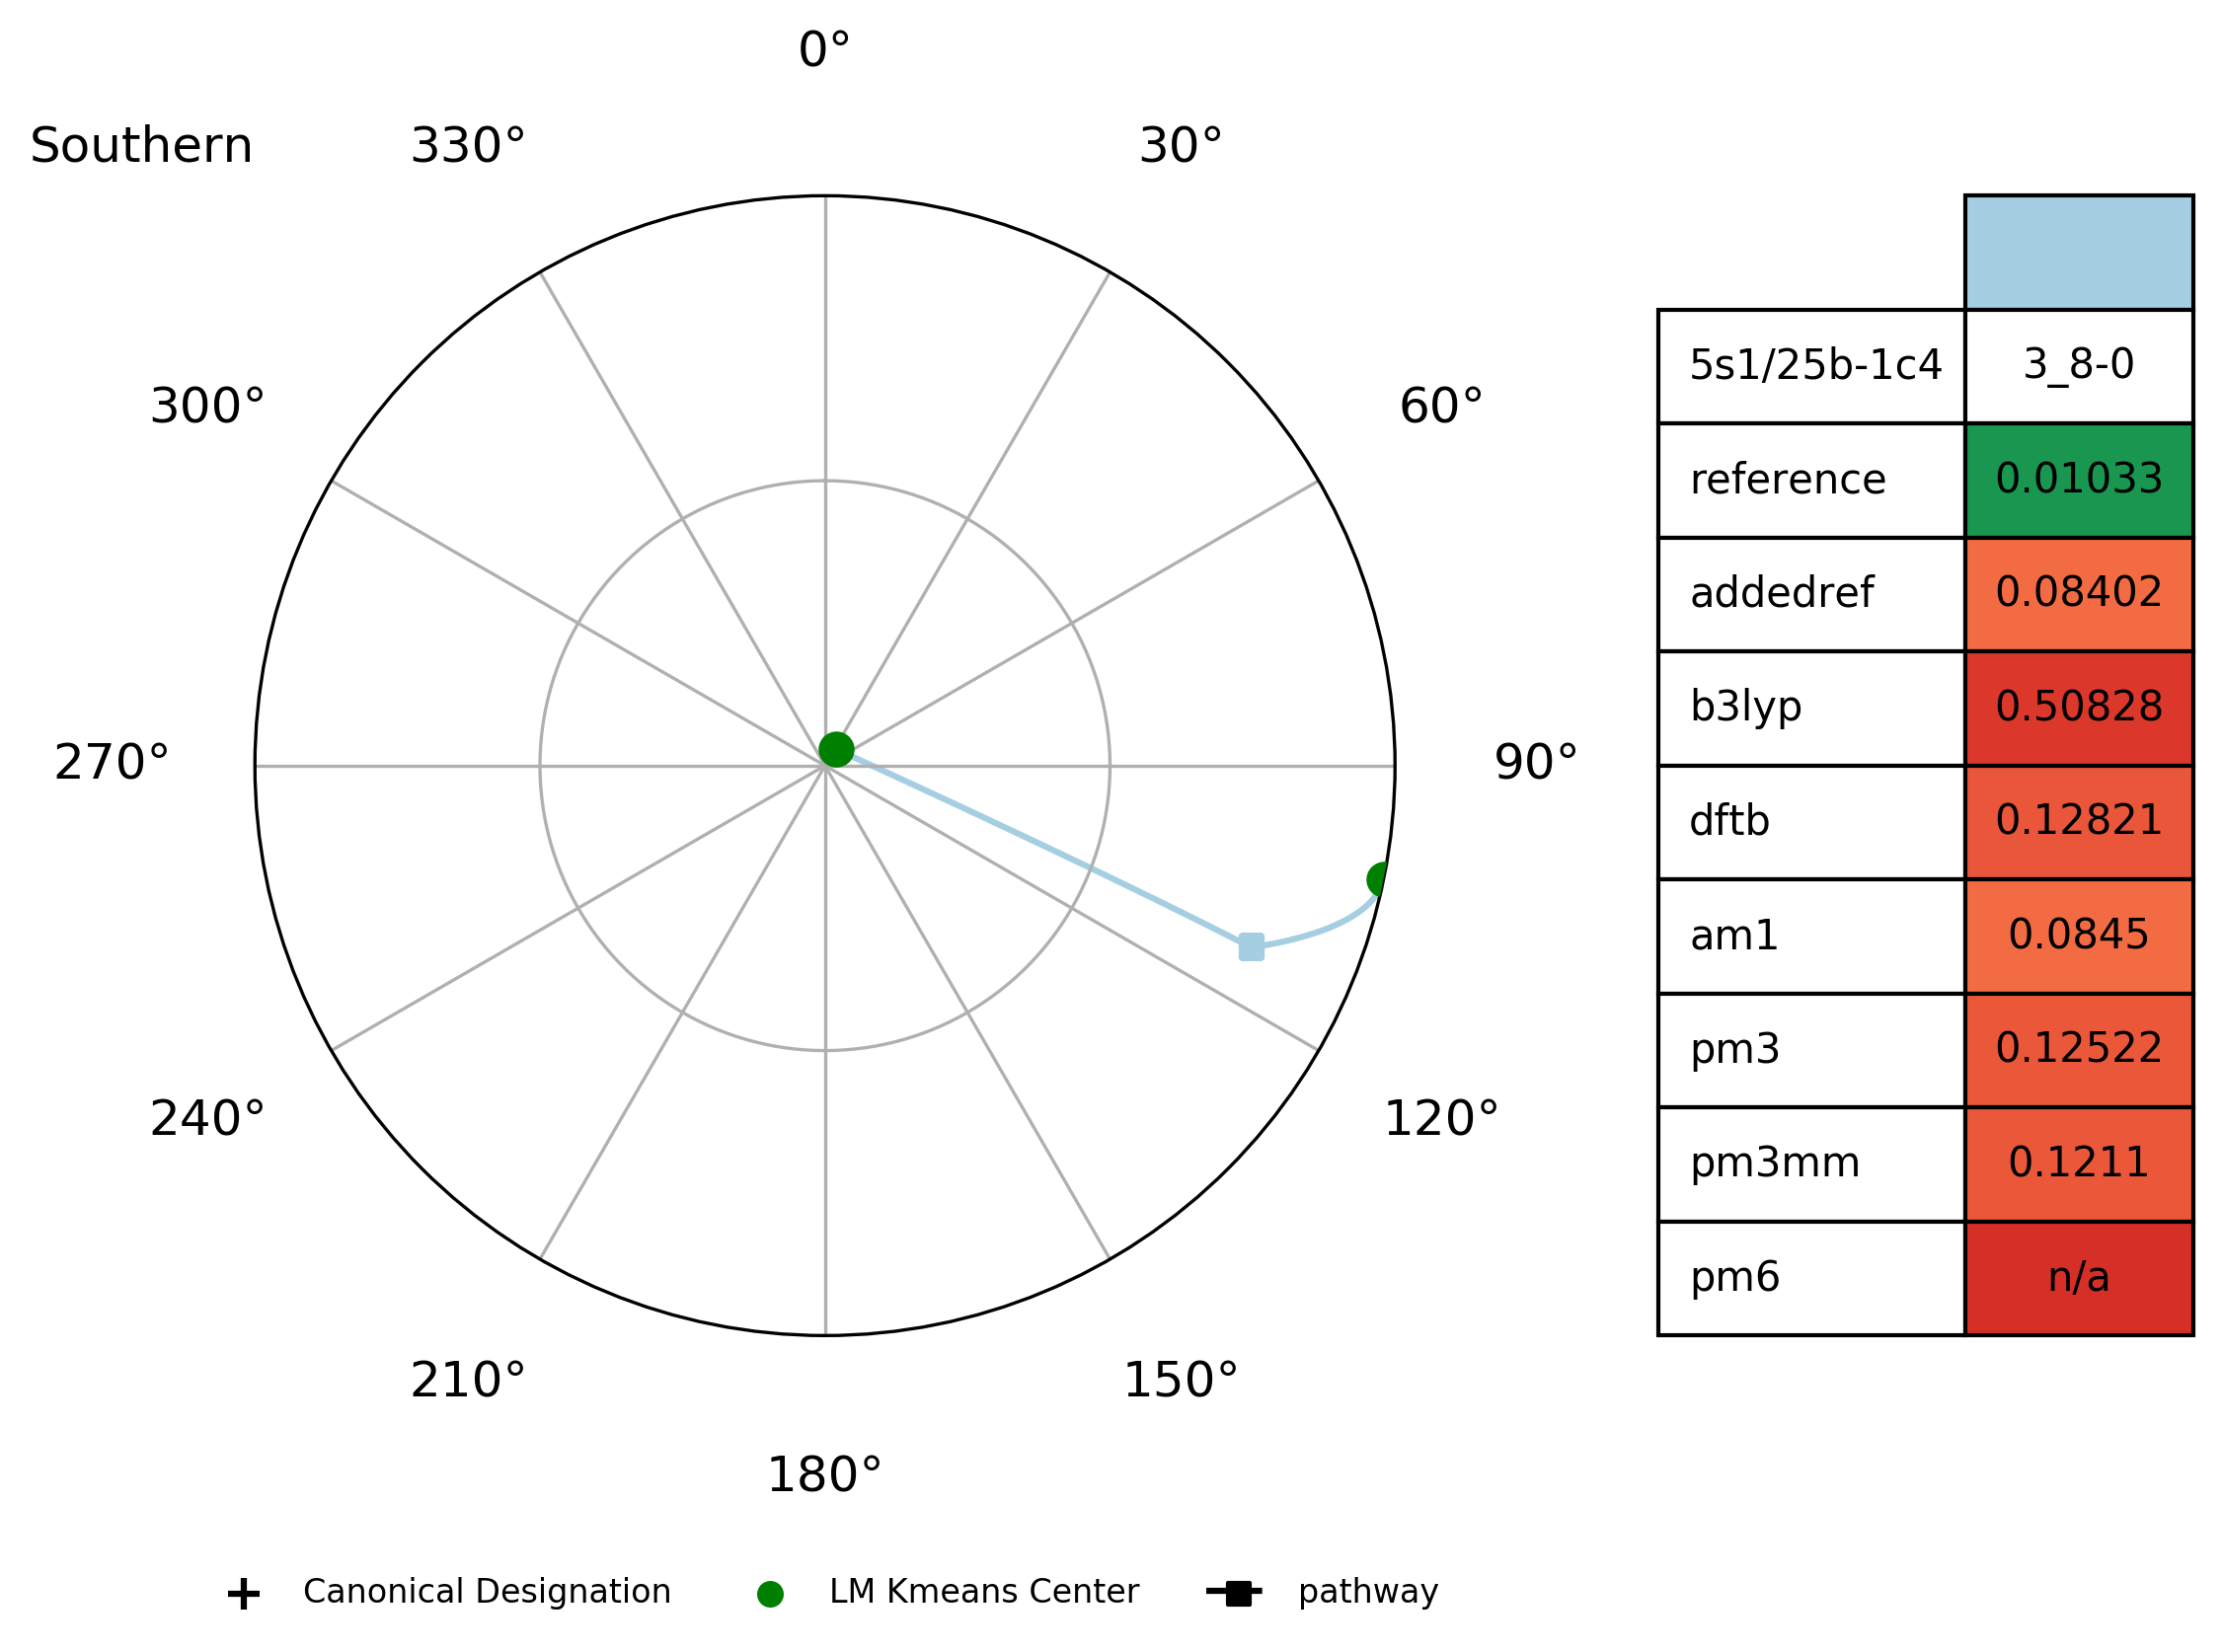 0°
Southern
330°
30°
300°
60°
270°
90°
240°
120°
210°
150°
180°
5s1/25b-1c4 3_8-0
reference 0.01033
addedref 0.08402
b3lyp 0.50828
dftb 0.12821
am1 0.0845
pm3 0.12522
pm3mm 0.1211
pm6 n/a
Canonical Designation LM Kmeans Center pathway